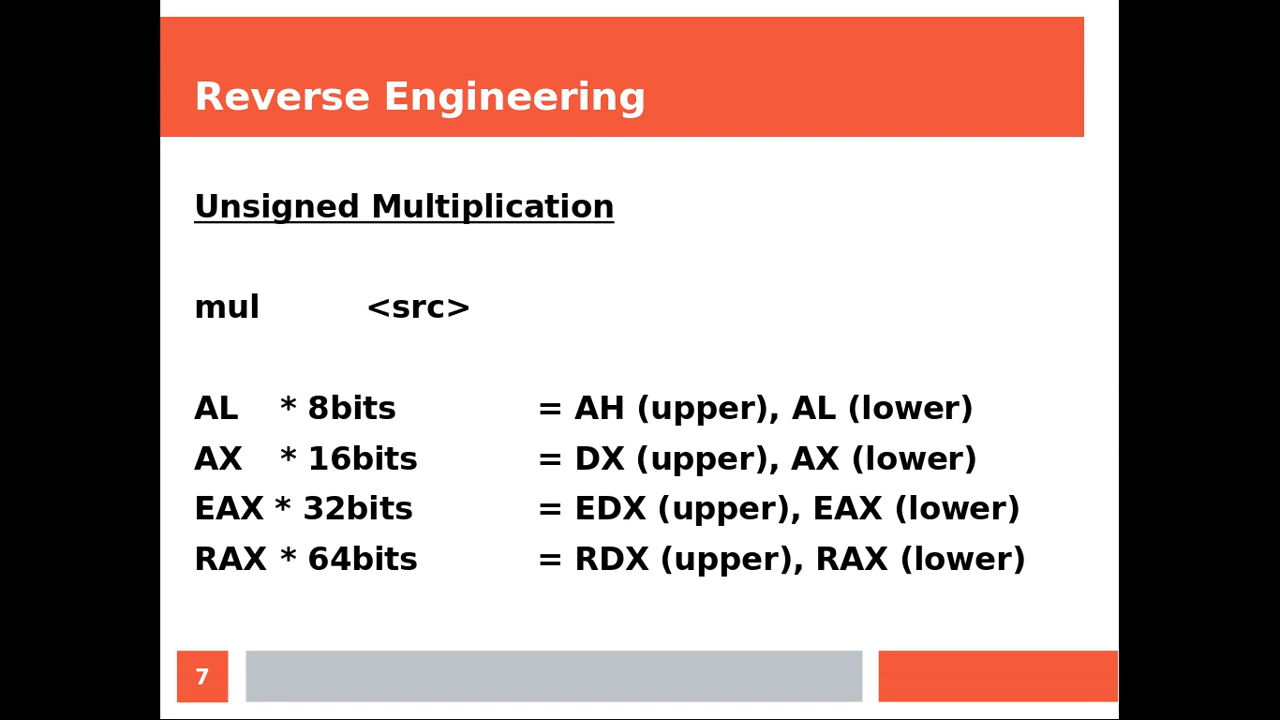 Reverse Engineering
Unsigned Multiplication
mul <src>
AL * 8bits = AH (upper), AL (lower)
AX * 16bits = DX (upper), AX (lower)
EAX * 32bits = EDX (upper), EAX (lower)
RAX * 64bits = RDX (upper), RAX (lower)
7